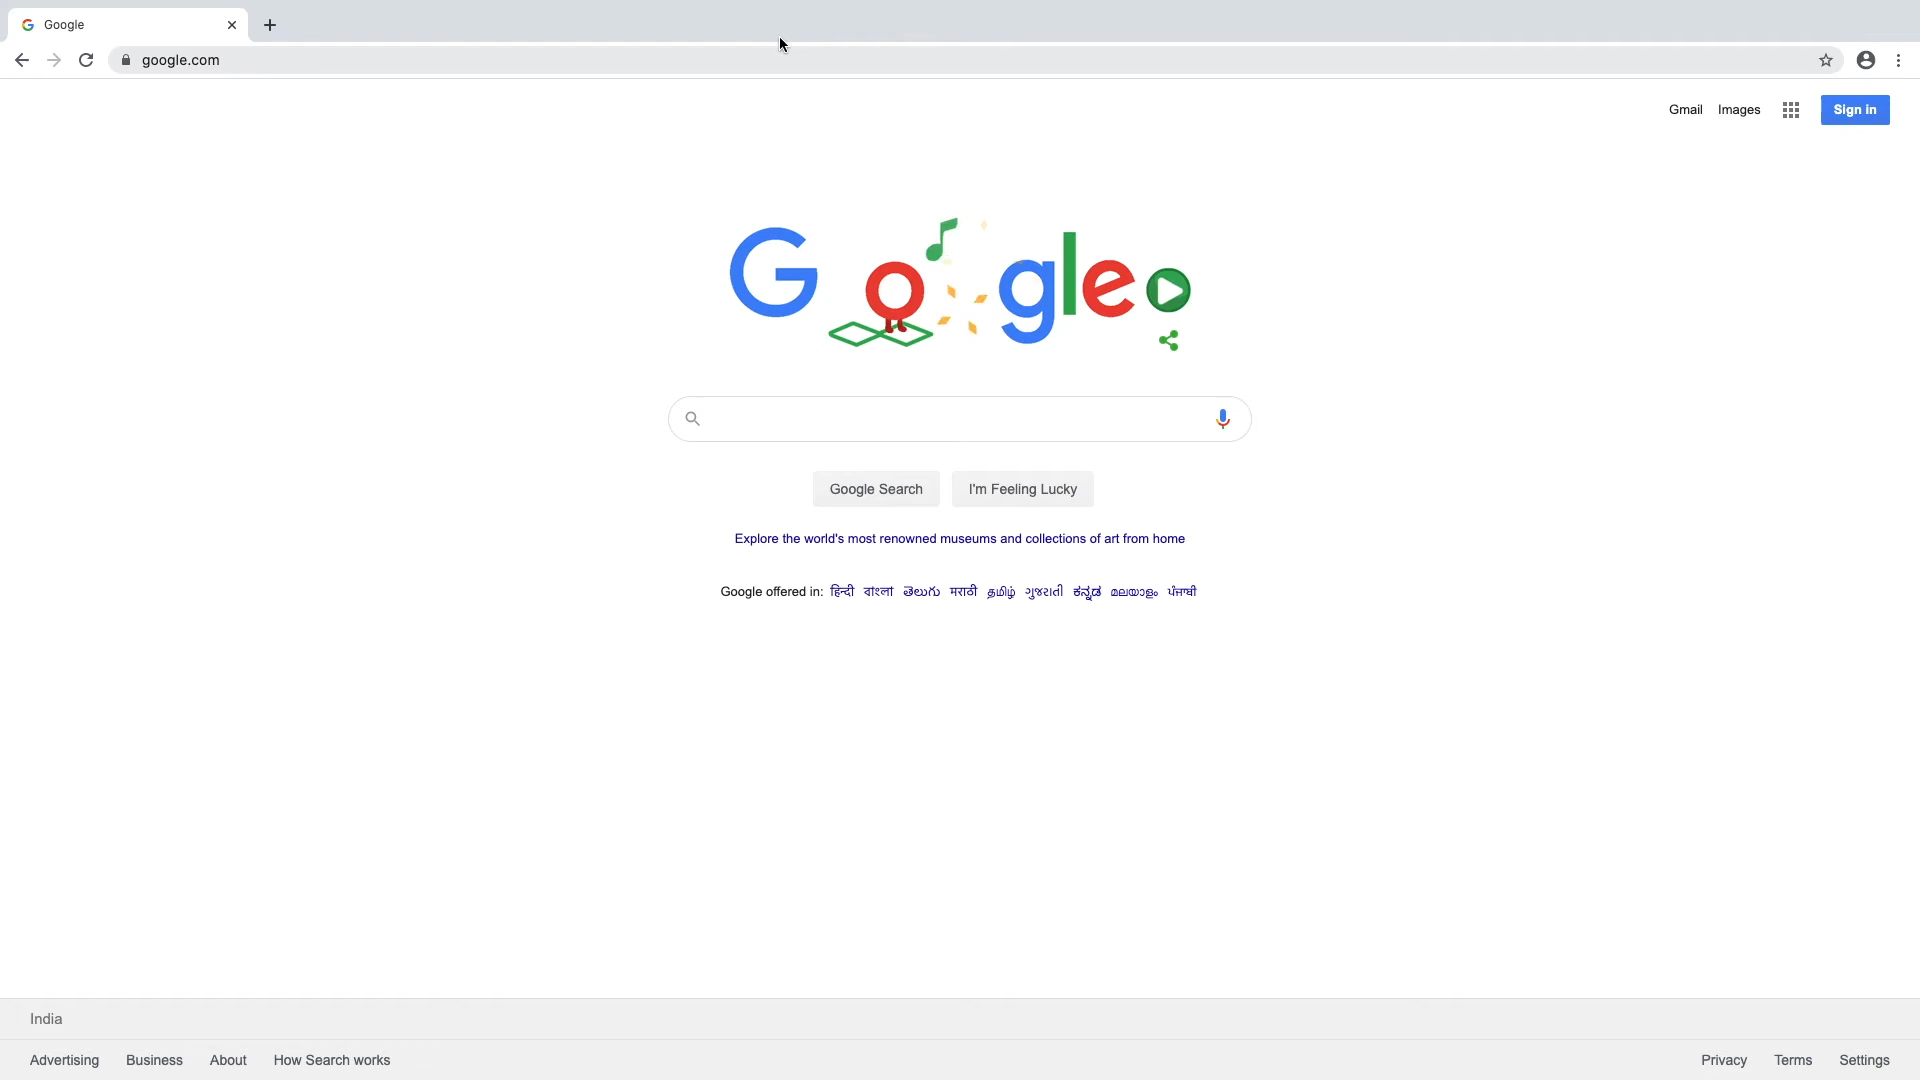 Google
google.com
Gmail Images Sign in
Google
Google Search I'm Feeling Lucky
Explore the world's most renowned museums and collections of art from home
Google offered in: हिन्दी বাংলা తెలుగు मराठी தமிழ் ગુજરાતી ಕನ್ನಡ മലയാളം ਪੰਜਾਬੀ
India
Advertising Business About How Search works Privacy Terms Settings